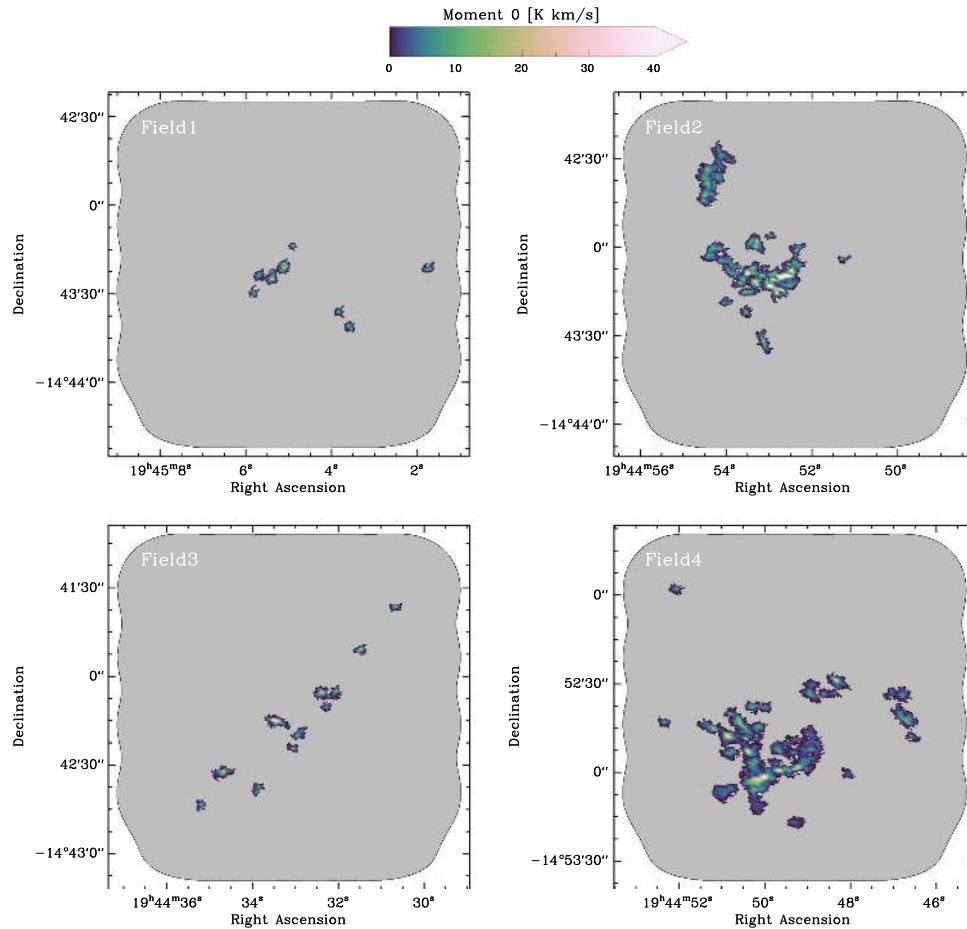 Moment 0 [K km/s]
0 10 20 30 40
Field1
42'30"
0"
43'30"
−14°44'0"
Declination
19ʰ45ᵐ8ˢ 6ˢ 4ˢ 2ˢ
Right Ascension
Field2
42'30"
0"
43'30"
−14°44'0"
Declination
19ʰ44ᵐ56ˢ 54ˢ 52ˢ 50ˢ
Right Ascension
Field3
41'30"
0"
42'30"
−14°43'0"
Declination
19ʰ44ᵐ36ˢ 34ˢ 32ˢ 30ˢ
Right Ascension
Field4
0"
52'30"
0"
−14°53'30"
Declination
19ʰ44ᵐ52ˢ 50ˢ 48ˢ 46ˢ
Right Ascension